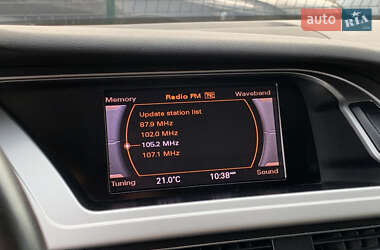 auto RIA
Memory Radio FM TP Waveband
Update station list
87.9 MHz
102.0 MHz
105.2 MHz
107.1 MHz
Tuning 21.0°C 10:38 Sound